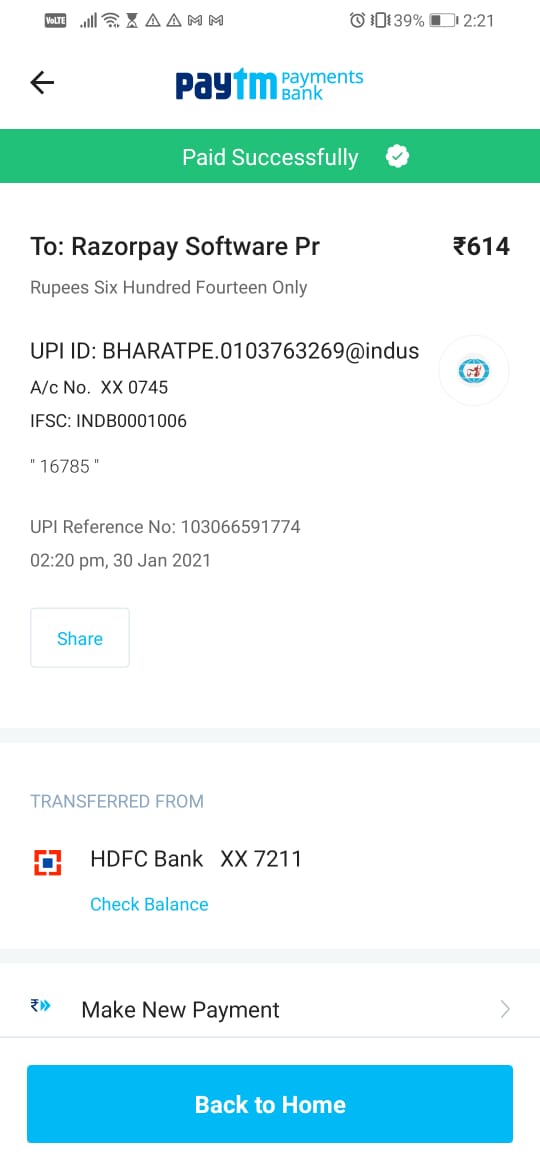 VoLTE 39% 2:21
paytm Payments Bank
Paid Successfully
To: Razorpay Software Pr ₹614
Rupees Six Hundred Fourteen Only
UPI ID: BHARATPE.0103763269@indus
A/c No. XX 0745
IFSC: INDB0001006
" 16785 "
UPI Reference No: 103066591774
02:20 pm, 30 Jan 2021
Share
TRANSFERRED FROM
HDFC Bank XX 7211
Check Balance
₹ Make New Payment
Back to Home